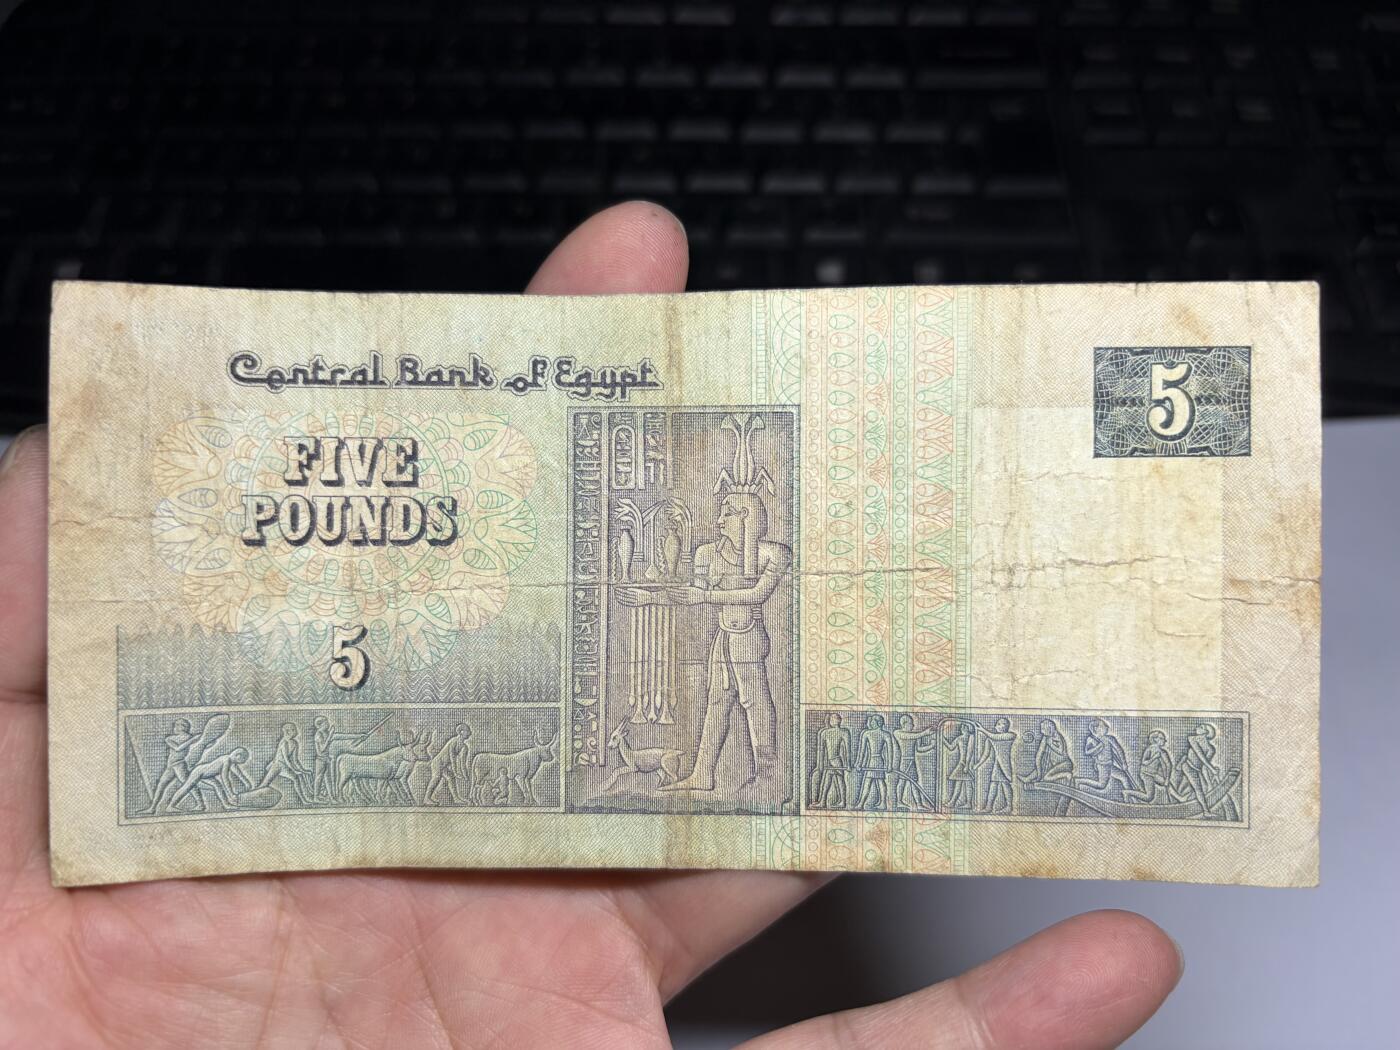 Central Bank of Egypt
5
FIVE
POUNDS
5